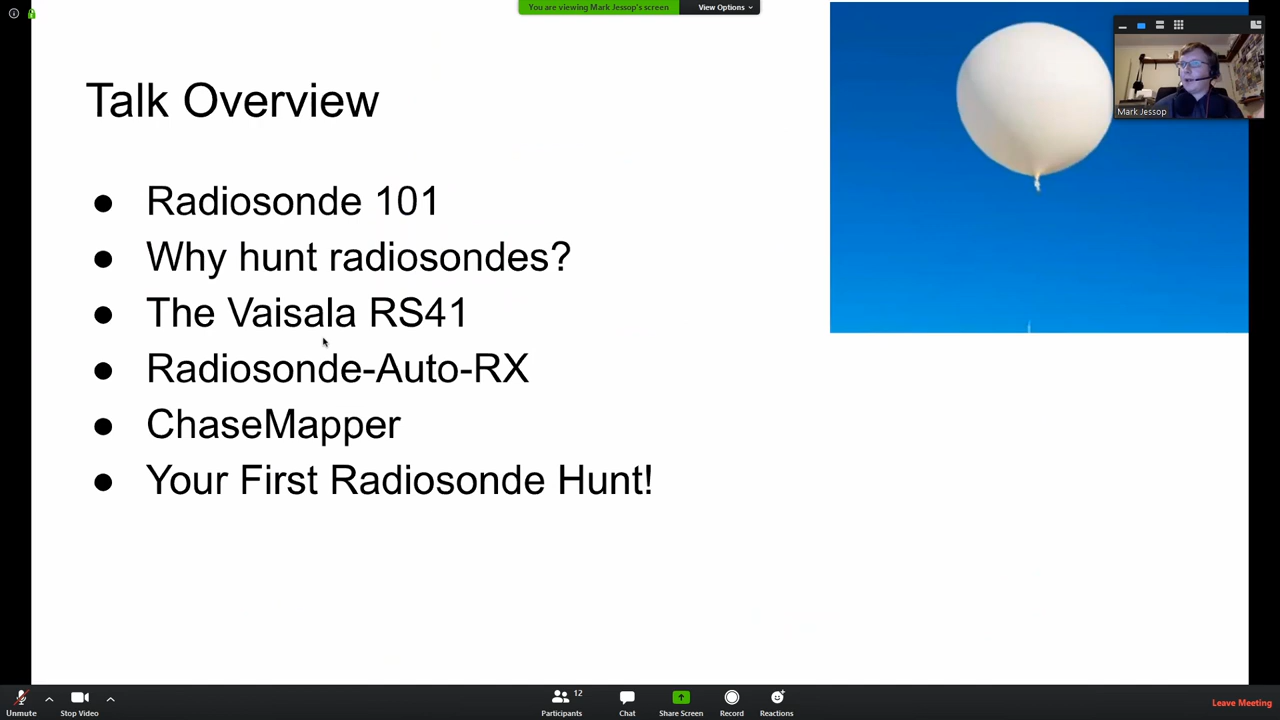 You are viewing Mark Jessop's screen
View Options
Mark Jessop
Talk Overview
● Radiosonde 101
● Why hunt radiosondes?
● The Vaisala RS41
● Radiosonde-Auto-RX
● ChaseMapper
● Your First Radiosonde Hunt!
Unmute
Stop Video
12
Participants
Chat
Share Screen
Record
Reactions
Leave Meeting